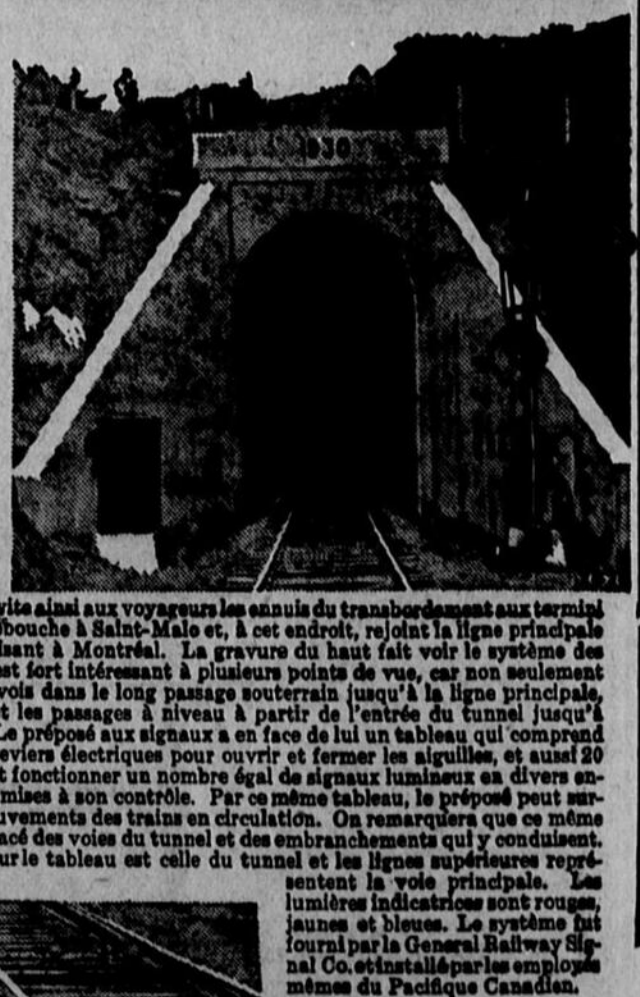 1930
vite ainsi aux voyageurs les ennuis du transbordement aux termini
bouche à Saint-Malo et, à cet endroit, rejoint la ligne principale
isant à Montréal. La gravure du haut fait voir le système des
est fort intéressant à plusieurs points de vue, car non seulement
vois dans le long passage souterrain jusqu'à la ligne principale,
t les passages à niveau à partir de l'entrée du tunnel jusqu'à
Le préposé aux signaux a en face de lui un tableau qui comprend
leviers électriques pour ouvrir et fermer les aiguilles, et aussi 20
t fonctionner un nombre égal de signaux lumineux en divers en-
mises à son contrôle. Par ce même tableau, le préposé peut sur-
uvements des trains en circulation. On remarquera que ce même
acé des voies du tunnel et des embranchements qui y conduisent.
ur le tableau est celle du tunnel et les lignes supérieures repré-
sentent la voie principale. Les
lumières indicatrices sont rouges,
jaunes et bleues. Le système fut
fourni par la General Railway Sig-
nal Co. et installé par les employés
mêmes du Pacifique Canadien.